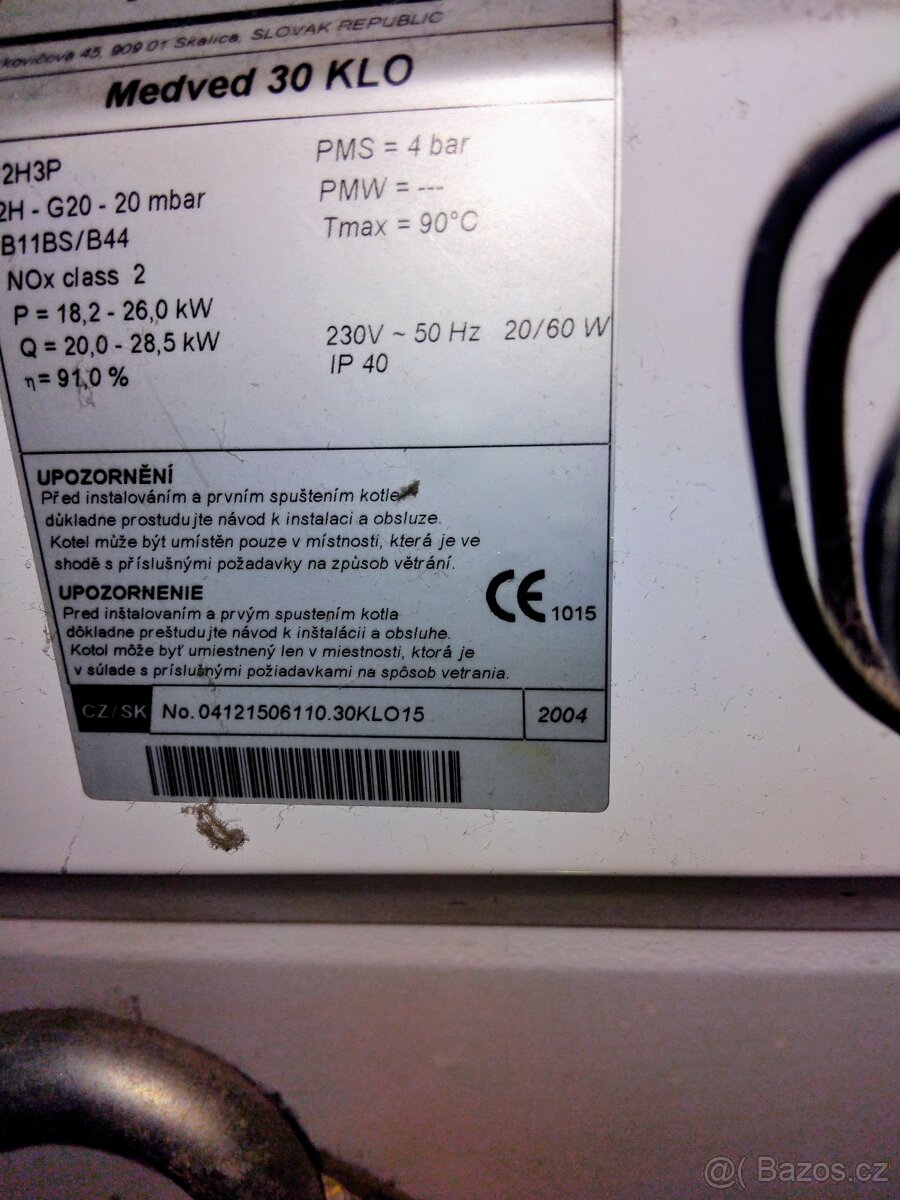 45, 909 01 Skalica, SLOVAK REPUBLIC
Medved 30 KLO
2H3P
2H - G20 - 20 mbar
B11BS/B44
NOx class 2
P = 18,2 - 26,0 kW
Q = 20,0 - 28,5 kW
η = 91,0 %
PMS = 4 bar
PMW = ---
Tmax = 90°C
230V ~ 50 Hz 20/60 W
IP 40
UPOZORNĚNÍ
Před instalováním a prvním spuštením kotle
důkladne prostudujte návod k instalaci a obsluze.
Kotel může být umístěn pouze v místnosti, která je ve
shodě s příslušnými požadavky na způsob větrání.
UPOZORNENIE
Pred inštalovaním a prvým spustením kotla
dôkladne preštudujte návod k inštalácii a obsluhe.
Kotol môže byť umiestnený len v miestnosti, ktorá je
v súlade s príslušnými požiadavkami na spôsob vetrania.
CE 1015
CZ/SK No. 04121506110.30KLO15 2004
@( Bazos.cz